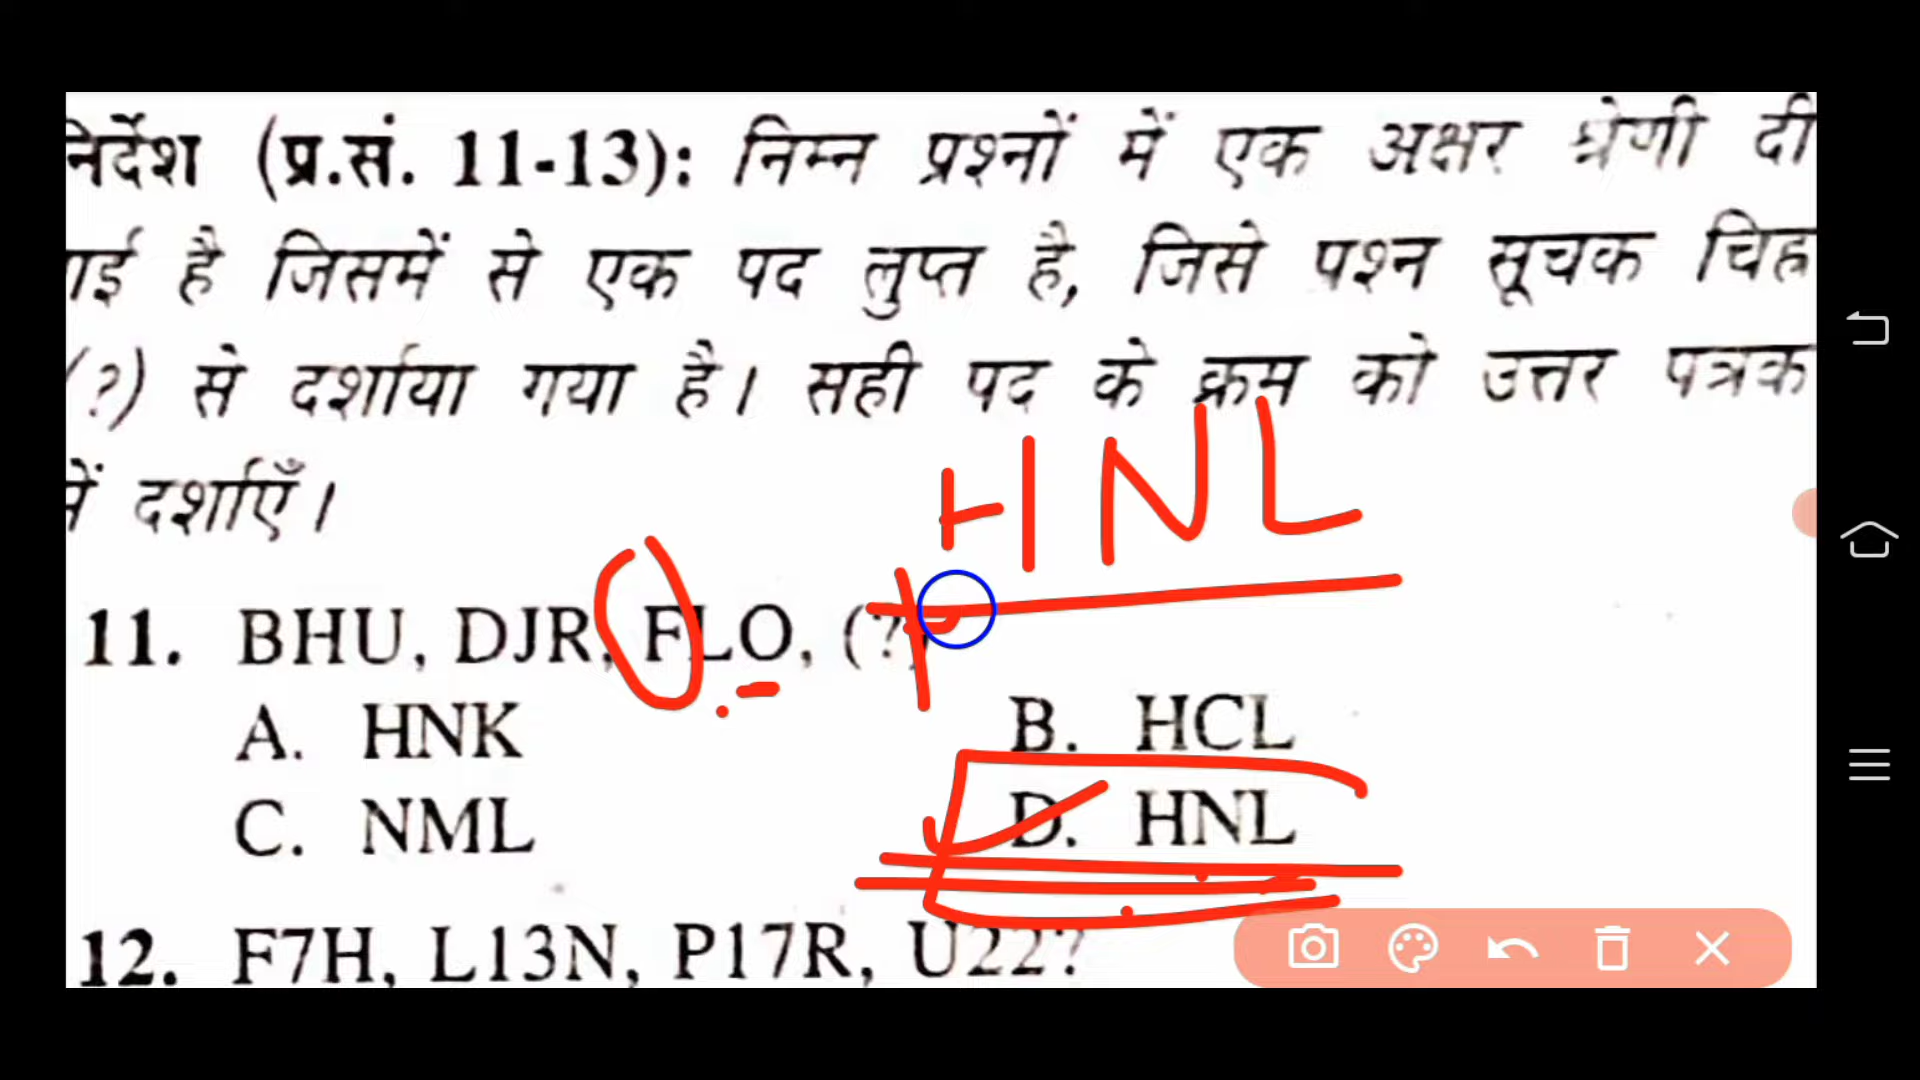 निर्देश (प्र.सं. 11-13): निम्न प्रश्नों में एक अक्षर श्रेणी दी
गई है जिसमें से एक पद लुप्त है, जिसे पश्न सूचक चिह्न
(?) से दर्शाया गया है। सही पद के क्रम को उत्तर पत्रक
में दर्शाएँ।
HNL
11. BHU, DJR, FLO, (?)
A. HNK B. HCL
C. NML D. HNL
12. F7H, L13N, P17R, U22?